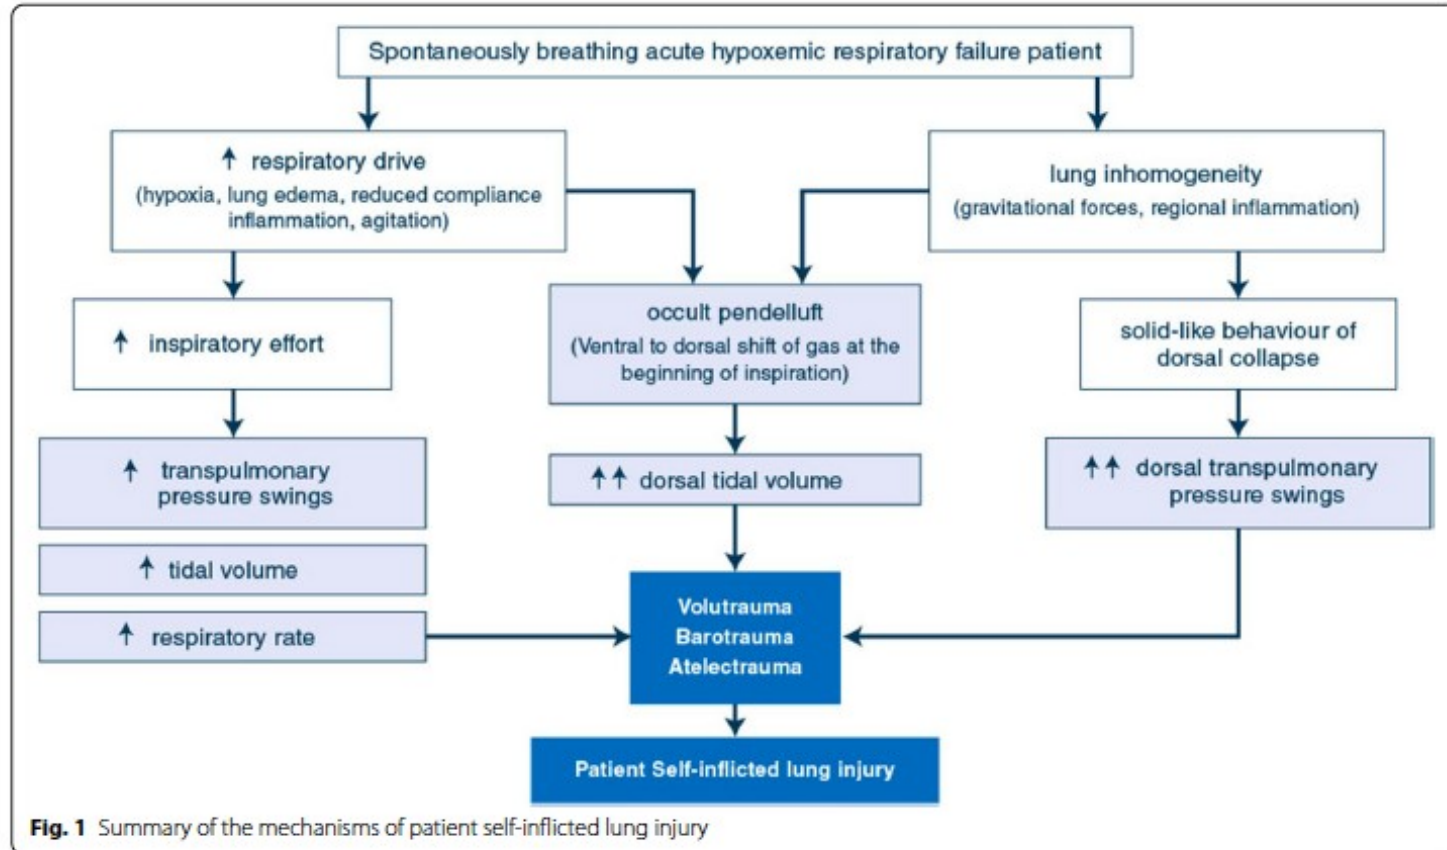 Spontaneously breathing acute hypoxemic respiratory failure patient
↑ respiratory drive
(hypoxia, lung edema, reduced compliance
inflammation, agitation)
lung inhomogeneity
(gravitational forces, regional inflammation)
↑ inspiratory effort
occult pendelluft
(Ventral to dorsal shift of gas at the
beginning of inspiration)
solid-like behaviour of
dorsal collapse
↑ transpulmonary
pressure swings
↑↑ dorsal tidal volume
↑↑ dorsal transpulmonary
pressure swings
↑ tidal volume
↑ respiratory rate
Volutrauma
Barotrauma
Atelectrauma
Patient Self-inflicted lung injury
Fig. 1 Summary of the mechanisms of patient self-inflicted lung injury